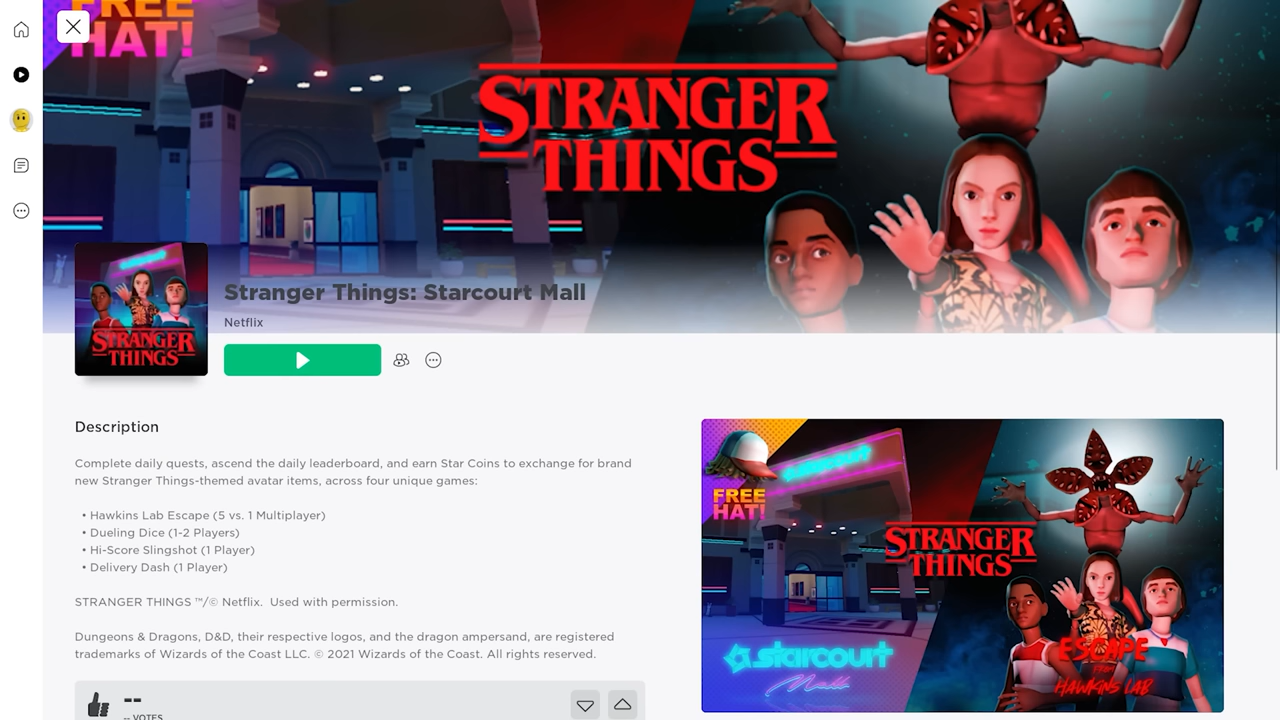 FREE
HAT!
STRANGER
THINGS
STRANGER
THINGS
Stranger Things: Starcourt Mall
Netflix
Description
Complete daily quests, ascend the daily leaderboard, and earn Star Coins to exchange for brand
new Stranger Things-themed avatar items, across four unique games:
• Hawkins Lab Escape (5 vs. 1 Multiplayer)
• Dueling Dice (1-2 Players)
• Hi-Score Slingshot (1 Player)
• Delivery Dash (1 Player)
STRANGER THINGS ™/© Netflix. Used with permission.
Dungeons & Dragons, D&D, their respective logos, and the dragon ampersand, are registered
trademarks of Wizards of the Coast LLC. © 2021 Wizards of the Coast. All rights reserved.
--
-- VOTES
starcourt
FREE
HAT!
STRANGER
THINGS
starcourt
Mall
ESCAPE
FROM
HAWKINS LAB